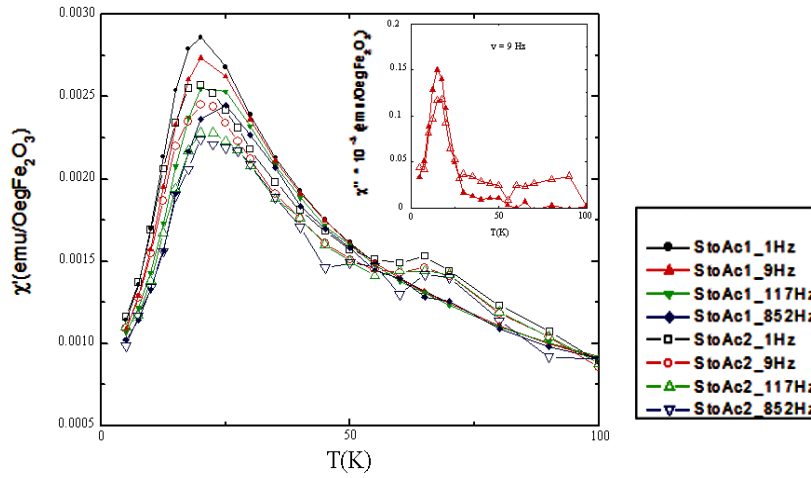 0.0030
0.0025
0.0020
0.0015
0.0010
0.0005
χ'(emu/OegFe₂O₃)
0
50
100
T(K)
0.2
0.15
0.1
0.05
0
χ'' * 10⁻³ (emu/OegFe₂O₃)
ν = 9 Hz
0
50
100
T(K)
StoAc1_1Hz
StoAc1_9Hz
StoAc1_117Hz
StoAc1_852Hz
StoAc2_1Hz
StoAc2_9Hz
StoAc2_117Hz
StoAc2_852Hz